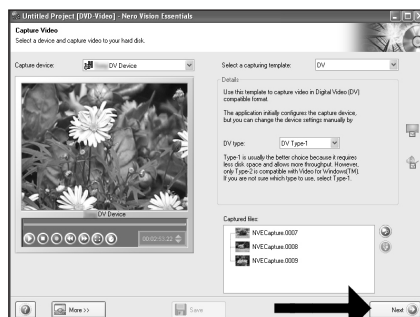 Untitled Project [DVD-Video] - Nero Vision Essentials
Capture Video
Select a device and capture video to your hard disk.
Capture device:
DV Device
Select a capturing template:
DV
Details
Use this template to capture video in Digital Video (DV)
compatible format.
The application initially configures the capture device,
but you can change the device settings manually by
DV type:
DV Type-1
Type-1 is usually the better choice because it requires
less disk space and allows more throughput. However,
only Type-2 is compatible with Video for Windows(TM).
If you are not sure which type to use, select Type-1.
DV Device
00:02:53.22
Captured files:
NVECapture.0007
NVECapture.0008
NVECapture.0009
More >>
Save
Next